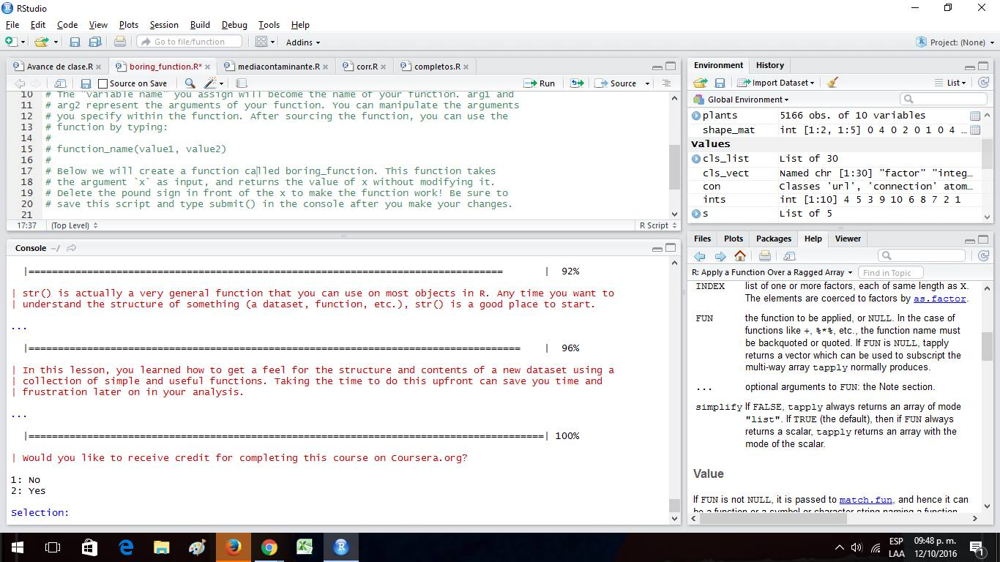 RStudio
File Edit Code View Plots Session Build Debug Tools Help
Go to file/function Addins Project: (None)
Avance de clase.R boring_function.R* mediacontaminante.R corr.R completos.R
Source on Save Run Source
10 # The "variable name" you assign will become the name of your function. arg1 and
11 # arg2 represent the arguments of your function. You can manipulate the arguments
12 # you specify within the function. After sourcing the function, you can use the
13 # function by typing:
14 #
15 # function_name(value1, value2)
16 #
17 # Below we will create a function called boring_function. This function takes
18 # the argument `x` as input, and returns the value of x without modifying it.
19 # Delete the pound sign in front of the x to make the function work! Be sure to
20 # save this script and type submit() in the console after you make your changes.
21
17:37 (Top Level) R Script
Console ~/
|======================================================================================= | 92%
| str() is actually a very general function that you can use on most objects in R. Any time you want to
| understand the structure of something (a dataset, function, etc.), str() is a good place to start.
...
|========================================================================================== | 96%
| In this lesson, you learned how to get a feel for the structure and contents of a new dataset using a
| collection of simple and useful functions. Taking the time to do this upfront can save you time and
| frustration later on in your analysis.
...
|==============================================================================================| 100%
| Would you like to receive credit for completing this course on Coursera.org?
1: No
2: Yes
Selection:
Environment History
Import Dataset List
Global Environment
plants 5166 obs. of 10 variables
shape_mat int [1:2, 1:5] 0 4 0 2 0 1 0 4 …
Values
cls_list List of 30
cls_vect Named chr [1:30] "factor" "integ…
con Classes 'url', 'connection' atom…
ints int [1:10] 4 5 3 9 10 6 8 7 2 1
s List of 5
Files Plots Packages Help Viewer
R: Apply a Function Over a Ragged Array Find in Topic
INDEX list of one or more factors, each of same length as X.
The elements are coerced to factors by as.factor.
FUN the function to be applied, or NULL. In the case of
functions like +, %*%, etc., the function name must
be backquoted or quoted. If FUN is NULL, tapply
returns a vector which can be used to subscript the
multi-way array tapply normally produces.
... optional arguments to FUN: the Note section.
simplify If FALSE, tapply always returns an array of mode
"list". If TRUE (the default), then if FUN always
returns a scalar, tapply returns an array with the
mode of the scalar.
Value
If FUN is not NULL, it is passed to match.fun, and hence it can
be a function or a symbol or character string naming a function
ESP 09:48 p. m.
LAA 12/10/2016
1